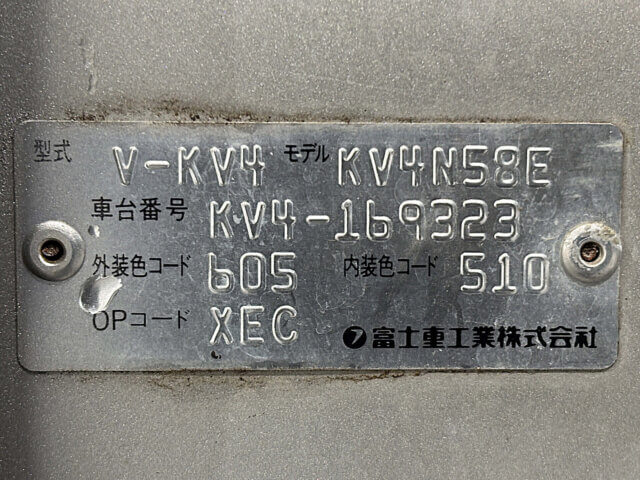 型式 V-KV4 モデル KV4N58E
車台番号 KV4-169323
外装色コード 605 内装色コード 510
OPコード XEC
富士重工業株式会社